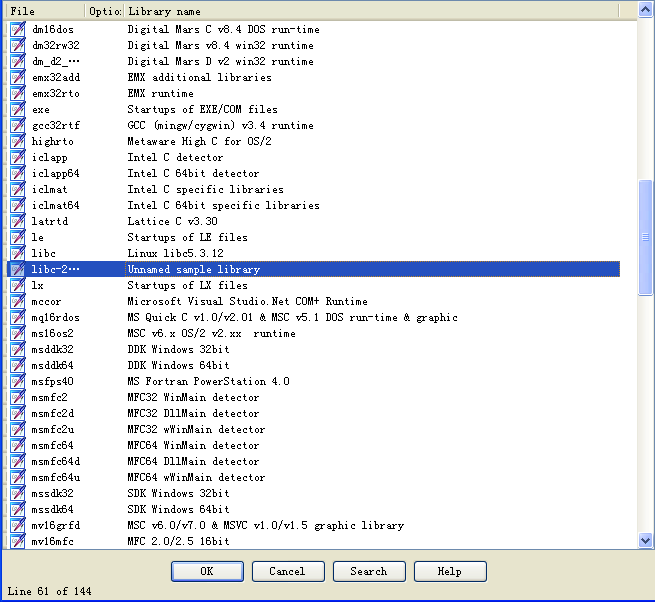 File Optio: Library name
dm16dos Digital Mars C v8.4 DOS run-time
dm32rw32 Digital Mars v8.4 win32 runtime
dm_d2_… Digital Mars D v2 win32 runtime
emx32add EMX additional libraries
emx32rto EMX runtime
exe Startups of EXE/COM files
gcc32rtf GCC (mingw/cygwin) v3.4 runtime
highrto Metaware High C for OS/2
iclapp Intel C detector
iclapp64 Intel C 64bit detector
iclmat Intel C specific libraries
iclmat64 Intel C 64bit specific libraries
latrtd Lattice C v3.30
le Startups of LE files
libc Linux libc5.3.12
libc-2… Unnamed sample library
lx Startups of LX files
mccor Microsoft Visual Studio.Net COM+ Runtime
mq16rdos MS Quick C v1.0/v2.01 & MSC v5.1 DOS run-time & graphic
ms16os2 MSC v6.x OS/2 v2.xx  runtime
msddk32 DDK Windows 32bit
msddk64 DDK Windows 64bit
msfps40 MS Fortran PowerStation 4.0
msmfc2 MFC32 WinMain detector
msmfc2d MFC32 DllMain detector
msmfc2u MFC32 wWinMain detector
msmfc64 MFC64 WinMain detector
msmfc64d MFC64 DllMain detector
msmfc64u MFC64 wWinMain detector
mssdk32 SDK Windows 32bit
mssdk64 SDK Windows 64bit
mv16grfd MSC v6.0/v7.0 & MSVC v1.0/v1.5 graphic library
mv16mfc MFC 2.0/2.5 16bit
OK Cancel Search Help
Line 61 of 144